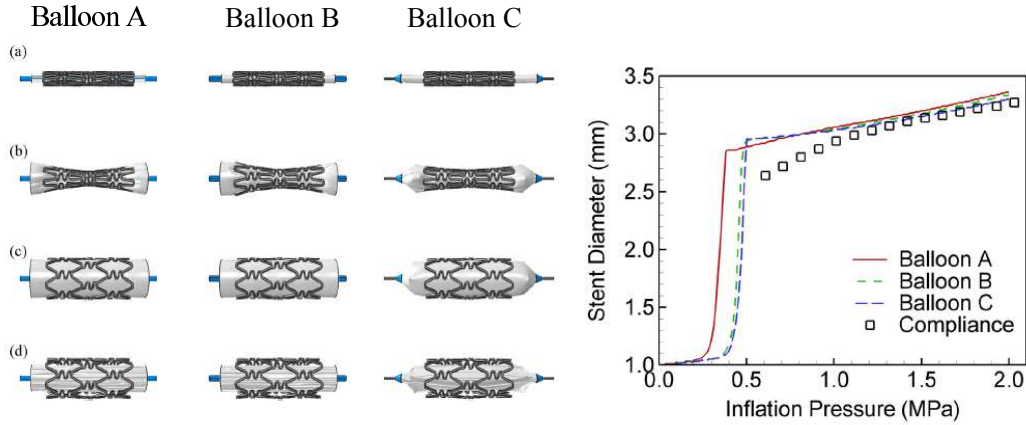 Balloon A Balloon B Balloon C
(a)
(b)
(c)
(d)
3.5
3.0
2.5
2.0
1.5
1.0
Stent Diameter (mm)
Balloon A
Balloon B
Balloon C
Compliance
0.0 0.5 1.0 1.5 2.0
Inflation Pressure (MPa)